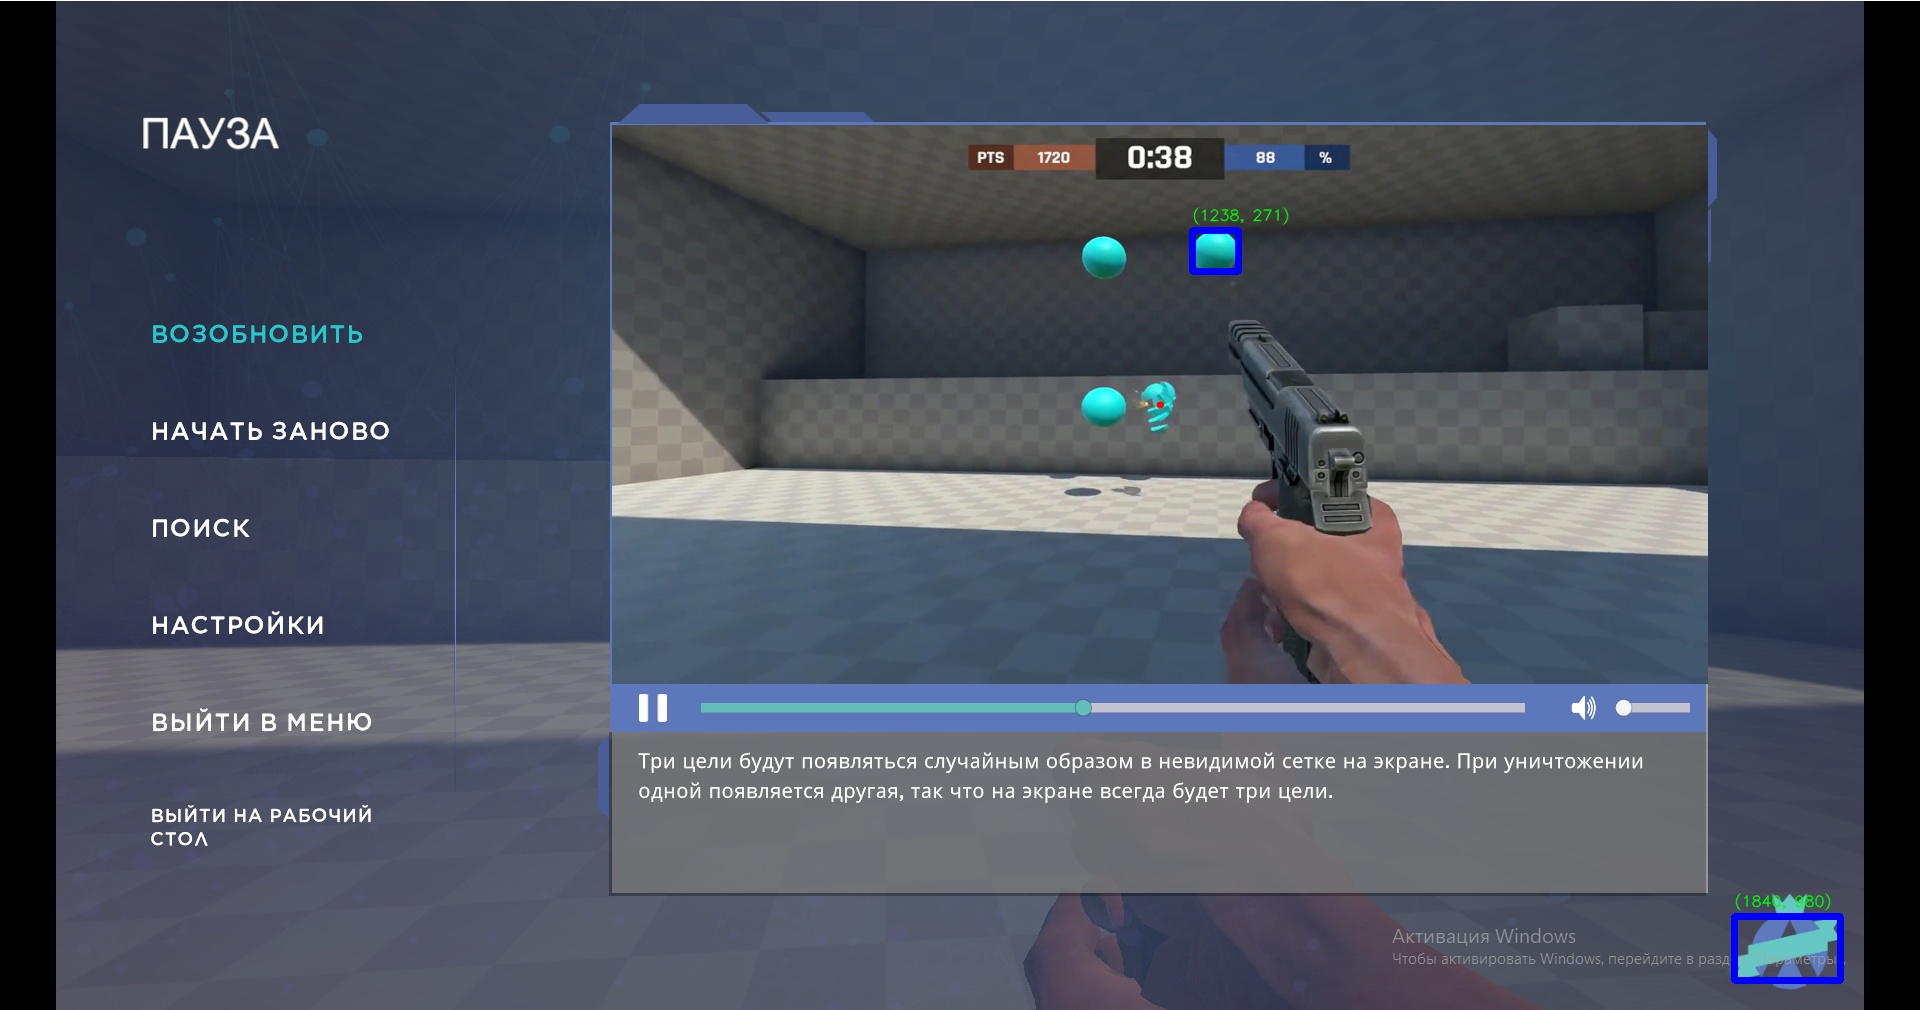 ПАУЗА
PTS 1720 0:38 88 %
(1238, 271)
ВОЗОБНОВИТЬ
НАЧАТЬ ЗАНОВО
ПОИСК
НАСТРОЙКИ
ВЫЙТИ В МЕНЮ
ВЫЙТИ НА РАБОЧИЙ
СТОЛ
Три цели будут появляться случайным образом в невидимой сетке на экране. При уничтожении
одной появляется другая, так что на экране всегда будет три цели.
Активация Windows
Чтобы активировать Windows, перейдите в